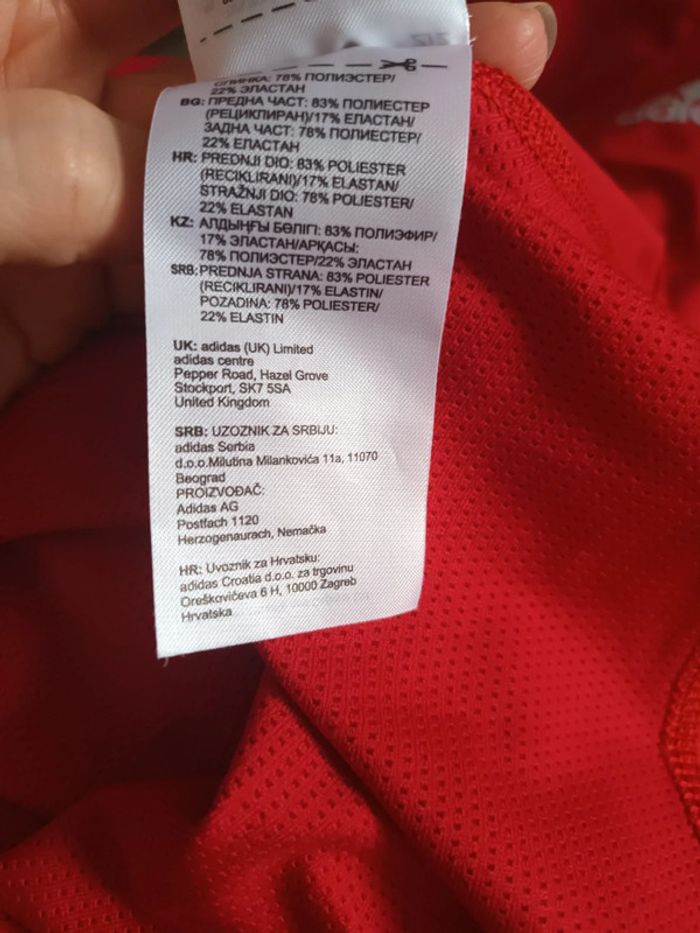 СПИНКА: 78% ПОЛИЭСТЕР/
22% ЭЛАСТАН
BG: ПРЕДНА ЧАСТ: 83% ПОЛИЕСТЕР
(РЕЦИКЛИРАН)/17% ЕЛАСТАН/
ЗАДНА ЧАСТ: 78% ПОЛИЕСТЕР/
22% ЕЛАСТАН
HR: PREDNJI DIO: 83% POLIESTER
(RECIKLIRANI)/17% ELASTAN/
STRAŽNJI DIO: 78% POLIESTER/
22% ELASTAN
KZ: АЛДЫҢҒЫ БӨЛІГІ: 83% ПОЛИЭФИР/
17% ЭЛАСТАН/АРҚАСЫ:
78% ПОЛИЭСТЕР/22% ЭЛАСТАН
SRB: PREDNJA STRANA: 83% POLIESTER
(RECIKLIRANI)/17% ELASTIN/
POZADINA: 78% POLIESTER/
22% ELASTIN
UK: adidas (UK) Limited
adidas centre
Pepper Road, Hazel Grove
Stockport, SK7 5SA
United Kingdom
SRB: UZOZNIK ZA SRBIJU:
adidas Serbia
d.o.o.Milutina Milankovića 11a, 11070
Beograd
PROIZVOĐAČ:
Adidas AG
Postfach 1120
Herzogenaurach, Nemačka
HR: Uvoznik za Hrvatsku:
adidas Croatia d.o.o. za trgovinu
Oreškovićeva 6 H, 10000 Zagreb
Hrvatska